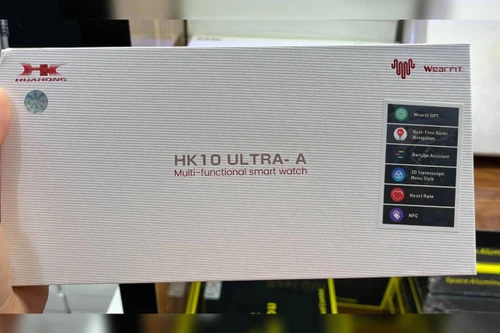 HK
HUAHONG
WearFit
WearFit GPT
Real-Time Route
Navigation
Barrage Assistant
3D Stereograph
Menu Style
Heart Rate
NFC
HK10 ULTRA- A
Multi-functional smart watch